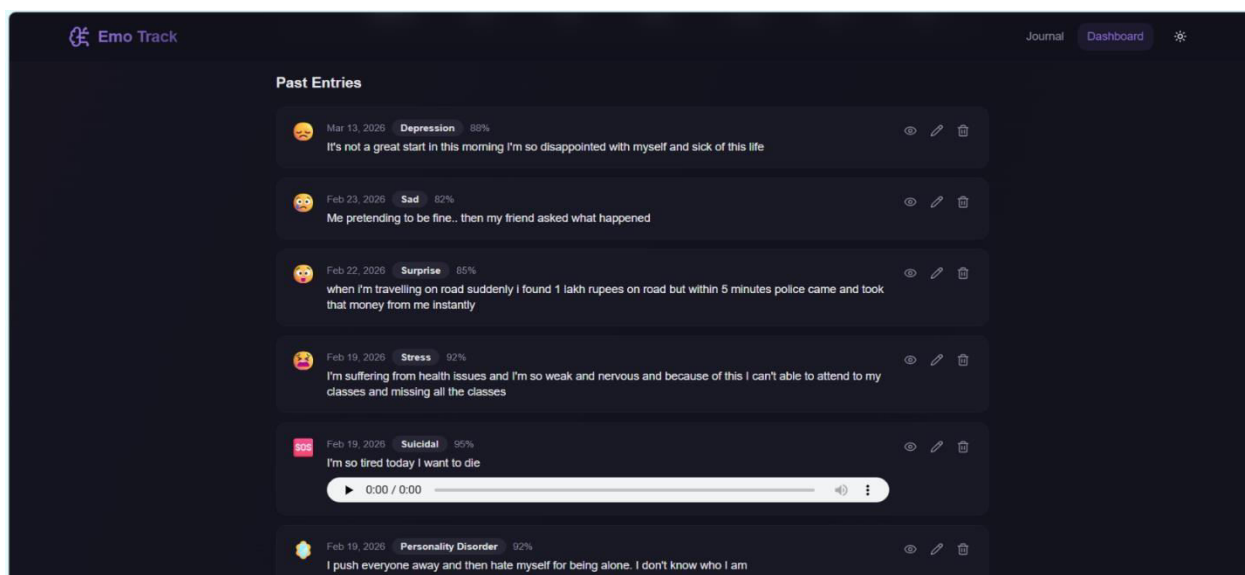 Emo Track
Journal Dashboard
Past Entries
Mar 13, 2026 Depression 88%
It's not a great start in this morning i'm so disappointed with myself and sick of this life
Feb 23, 2026 Sad 82%
Me pretending to be fine.. then my friend asked what happened
Feb 22, 2026 Surprise 85%
when i'm travelling on road suddenly i found 1 lakh rupees on road but within 5 minutes police came and took
that money from me instantly
Feb 19, 2026 Stress 92%
I'm suffering from health issues and I'm so weak and nervous and because of this I can't able to attend to my
classes and missing all the classes
SOS
Feb 19, 2026 Suicidal 95%
I'm so tired today I want to die
0:00 / 0:00
Feb 19, 2026 Personality Disorder 92%
I push everyone away and then hate myself for being alone. I don't know who I am